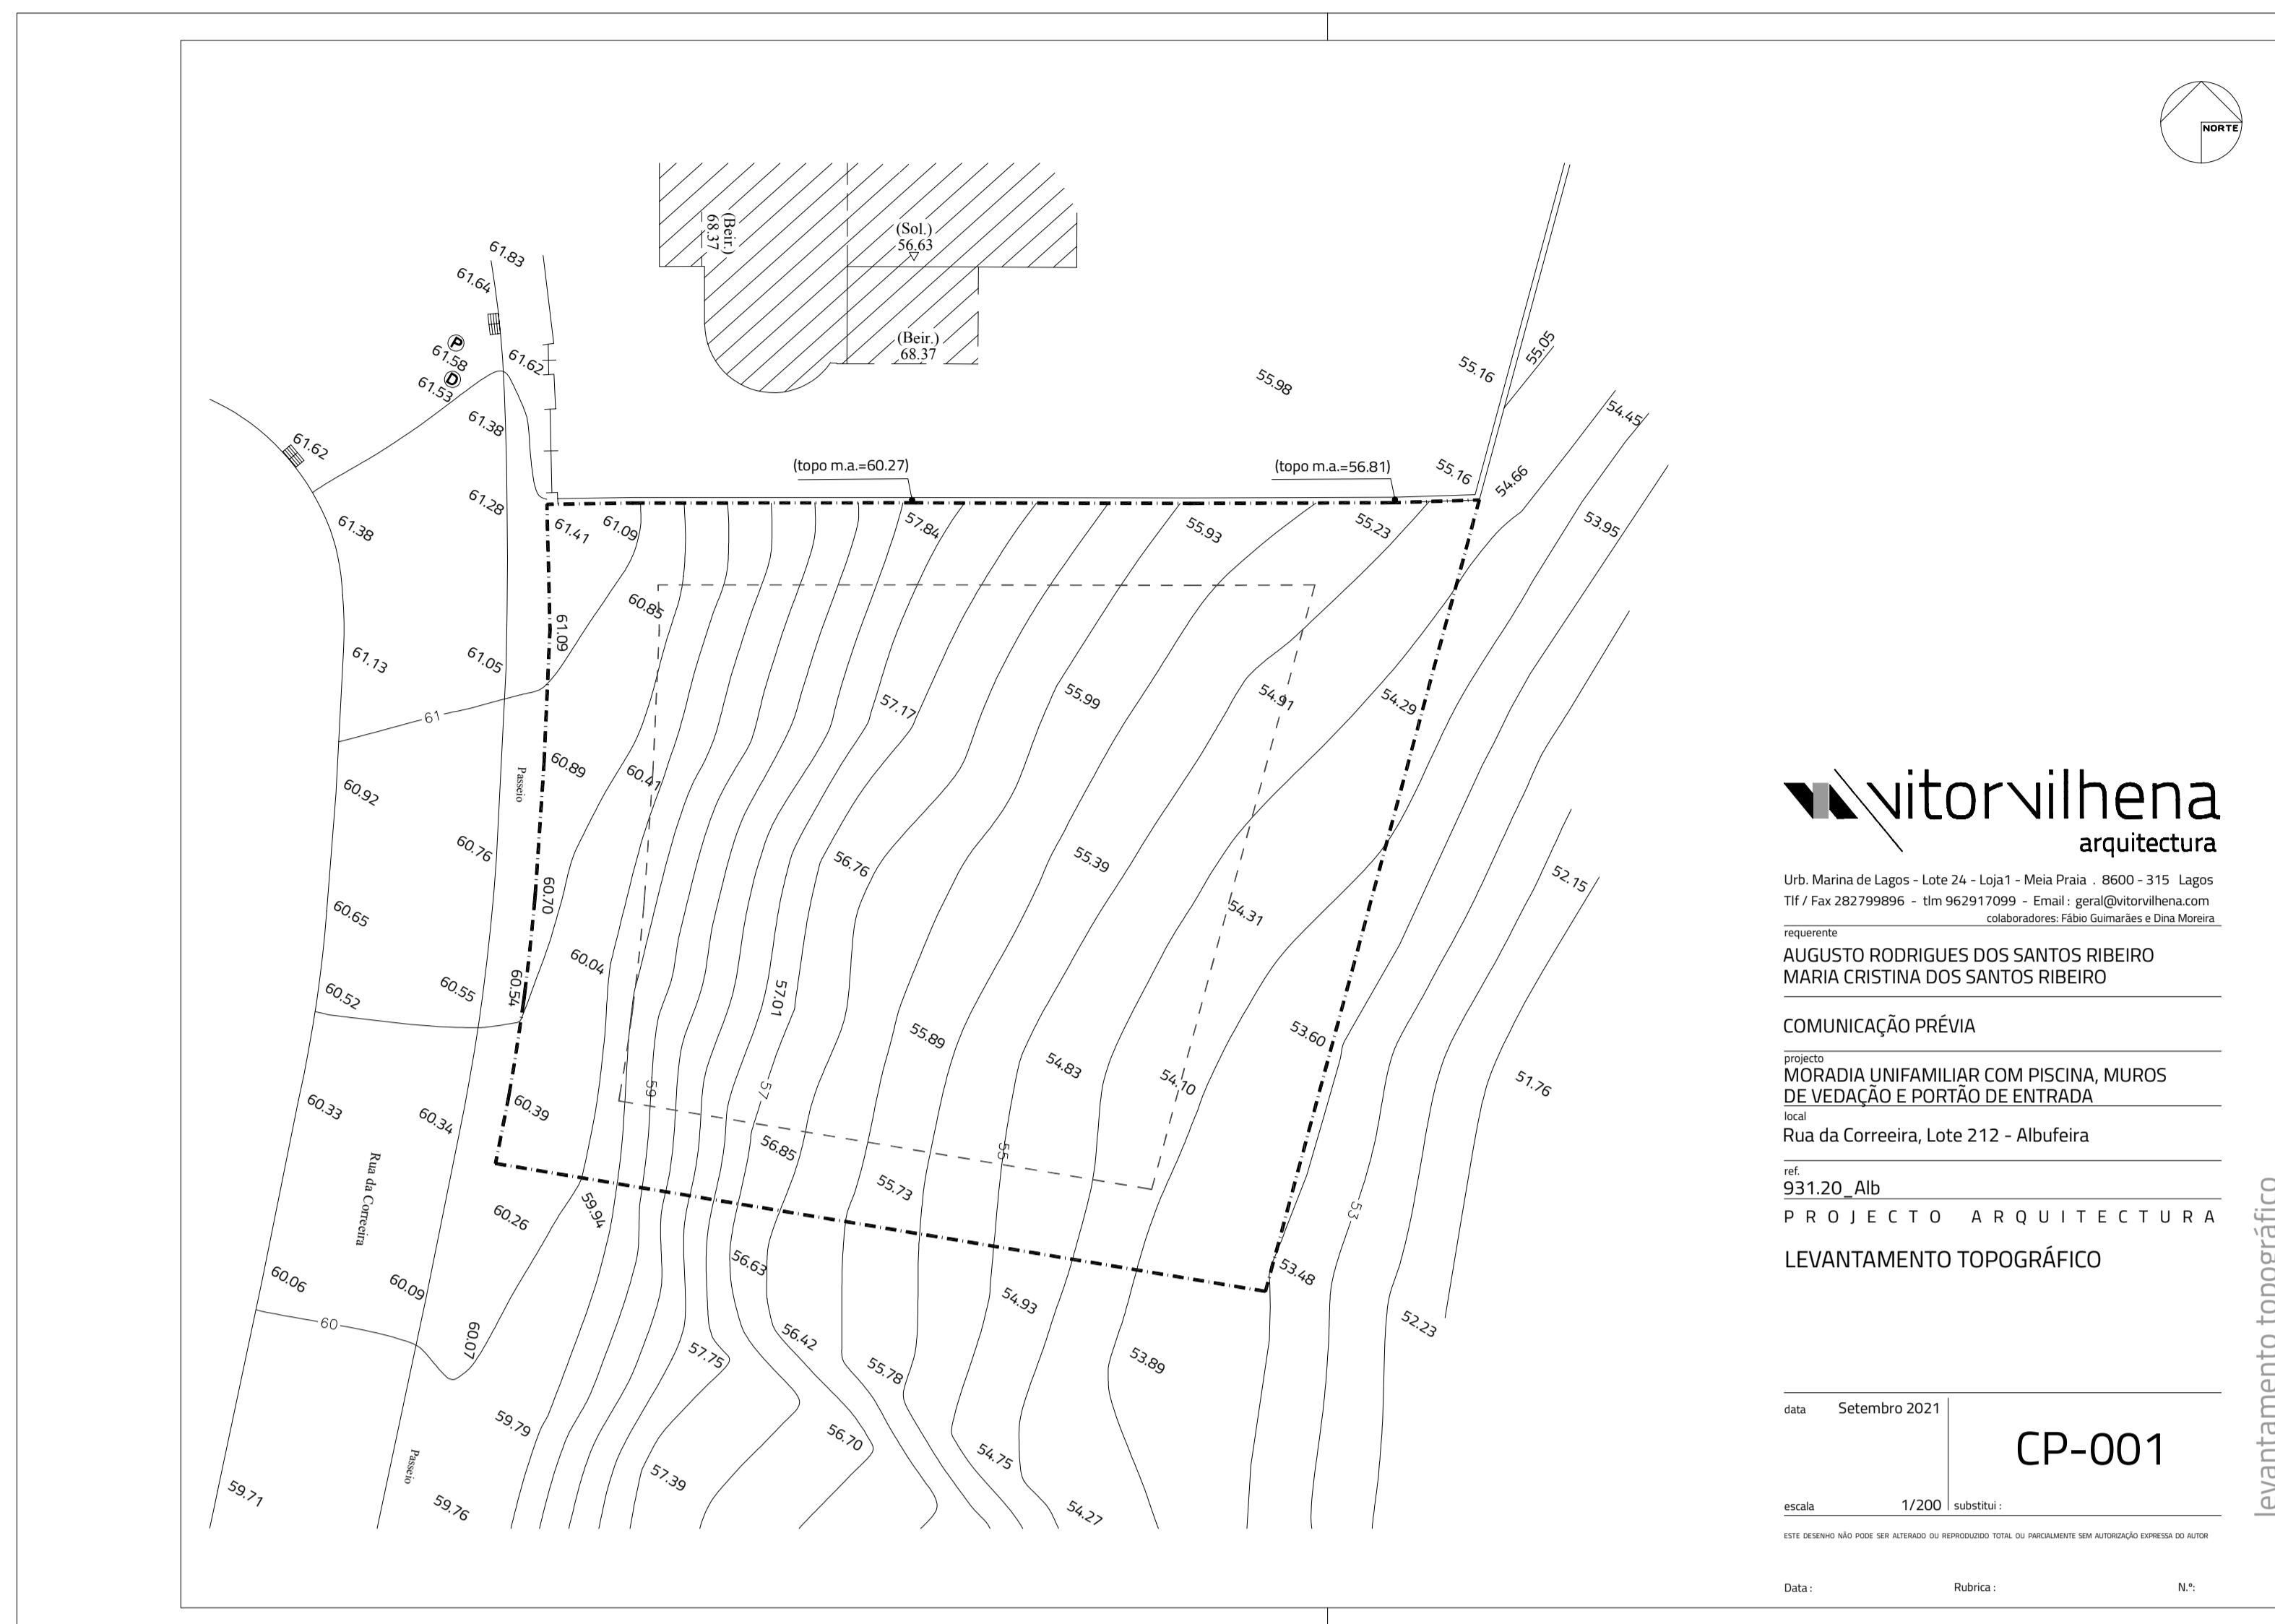 NORTE
(Beir.)
68.37
(Sol.)
56.63
(Beir.)
68.37
61.83
61.64
P
61.58
D
61.53
61.62
61.38
61.62
61.28
61.38
(topo m.a.=60.27)
(topo m.a.=56.81)
55.98
55.16
55.05
54.45
55.16
54.66
53.95
61.41
61.09
57.84
55.93
55.23
60.85
61.09
61.13
61.05
61
57.17
55.99
54.91
54.29
60.89
60.41
Passeio
60.92
60.76
56.76
55.39
52.15
60.70
60.65
54.31
60.04
60.52
60.55
60.54
57.01
55.89
53.60
54.83
54.10
51.76
59
57
60.33
60.34
60.39
56.85
55
55.73
Rua da Correeira
60.26
59.94
53
56.63
53.48
60.06
60.09
54.93
60
60.07
52.23
57.75
56.42
55.78
53.89
59.79
56.70
54.75
Passeio
57.39
59.71
59.76
54.27
vitorvilhena
arquitectura
Urb. Marina de Lagos - Lote 24 - Loja1 - Meia Praia . 8600 - 315 Lagos
Tlf / Fax 282799896 - tlm 962917099 - Email : geral@vitorvilhena.com
colaboradores: Fábio Guimarães e Dina Moreira
requerente
AUGUSTO RODRIGUES DOS SANTOS RIBEIRO
MARIA CRISTINA DOS SANTOS RIBEIRO
COMUNICAÇÃO PRÉVIA
projecto
MORADIA UNIFAMILIAR COM PISCINA, MUROS
DE VEDAÇÃO E PORTÃO DE ENTRADA
local
Rua da Correeira, Lote 212 - Albufeira
ref.
931.20_Alb
PROJECTO ARQUITECTURA
LEVANTAMENTO TOPOGRÁFICO
data Setembro 2021
CP-001
escala 1/200 substitui :
ESTE DESENHO NÃO PODE SER ALTERADO OU REPRODUZIDO TOTAL OU PARCIALMENTE SEM AUTORIZAÇÃO EXPRESSA DO AUTOR
Data : Rubrica : N.º:
levantamento topográfico